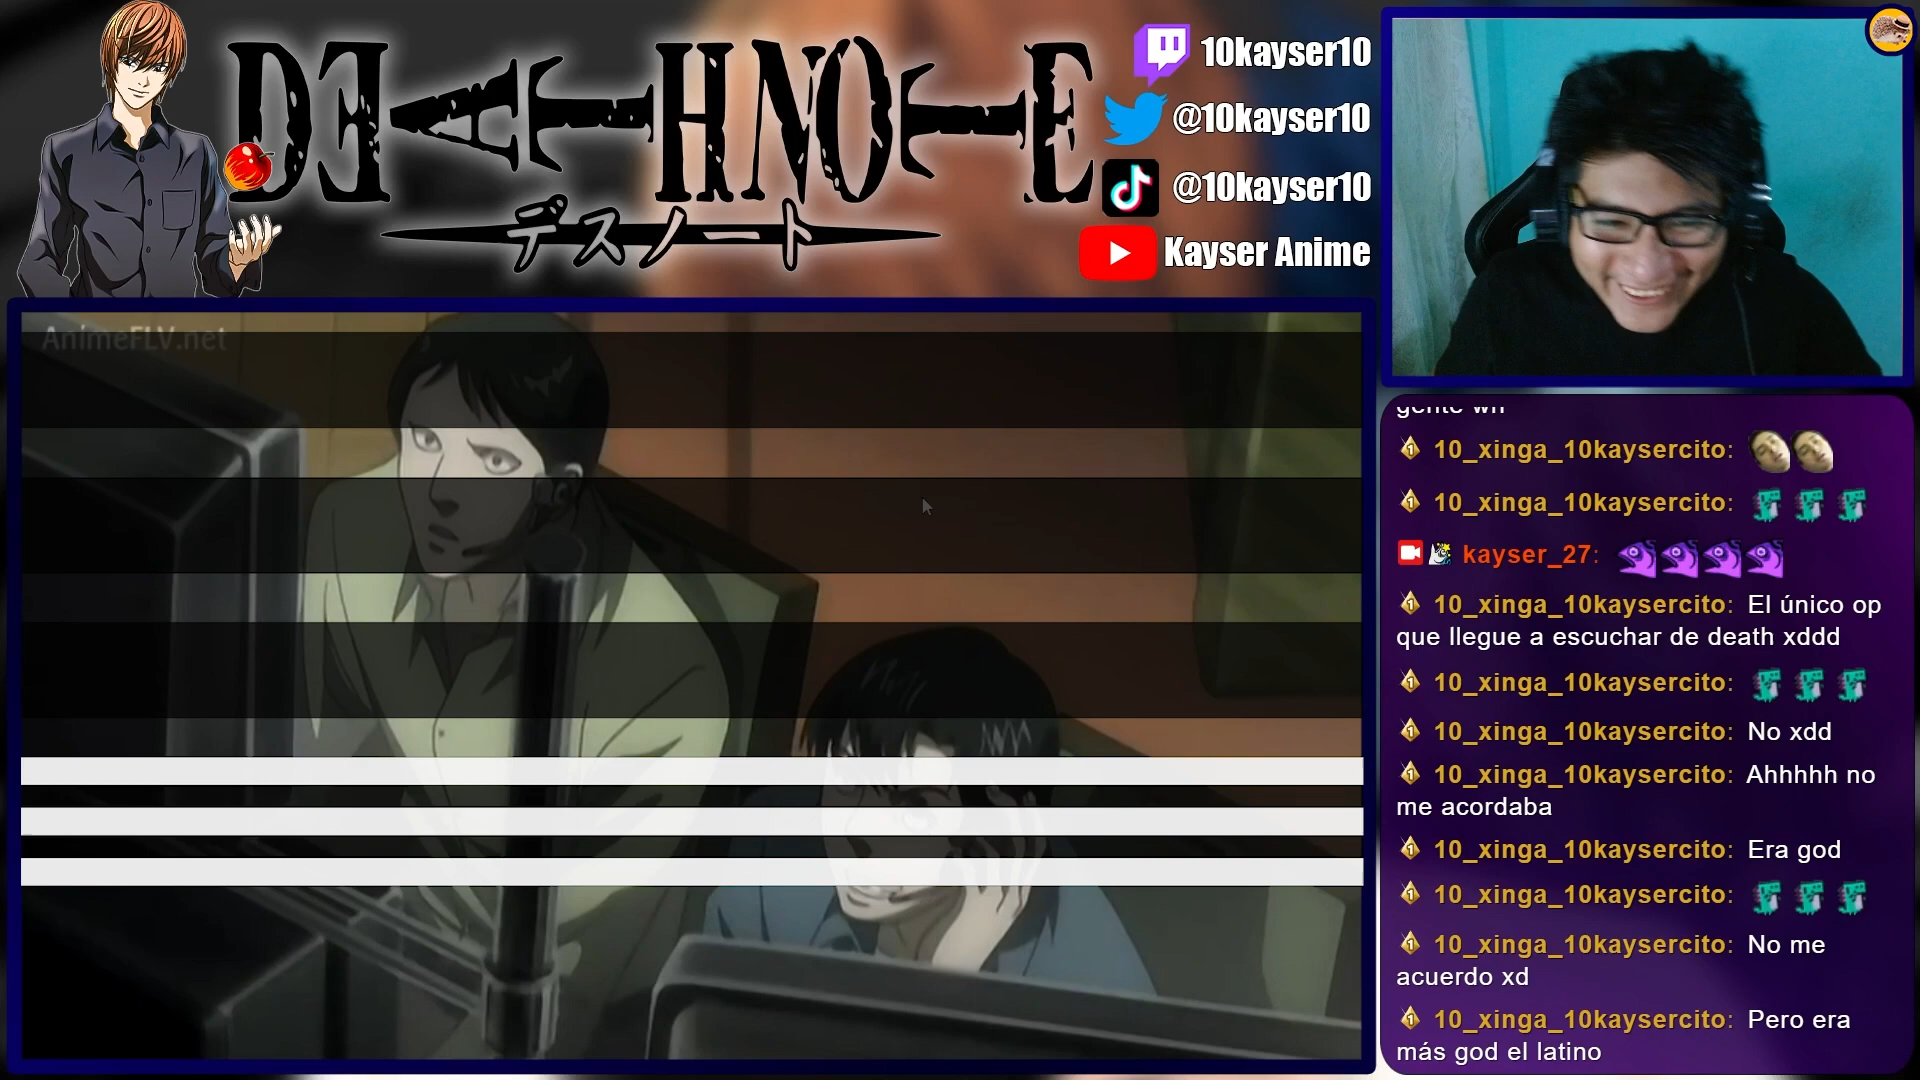 DEATH NOTE
デスノート
10kayser10
@10kayser10
@10kayser10
Kayser Anime
AnimeFLV.net
10_xinga_10kaysercito:
10_xinga_10kaysercito:
kayser_27:
10_xinga_10kaysercito: El único op
que llegue a escuchar de death xddd
10_xinga_10kaysercito:
10_xinga_10kaysercito: No xdd
10_xinga_10kaysercito: Ahhhhh no
me acordaba
10_xinga_10kaysercito: Era god
10_xinga_10kaysercito:
10_xinga_10kaysercito: No me
acuerdo xd
10_xinga_10kaysercito: Pero era
más god el latino